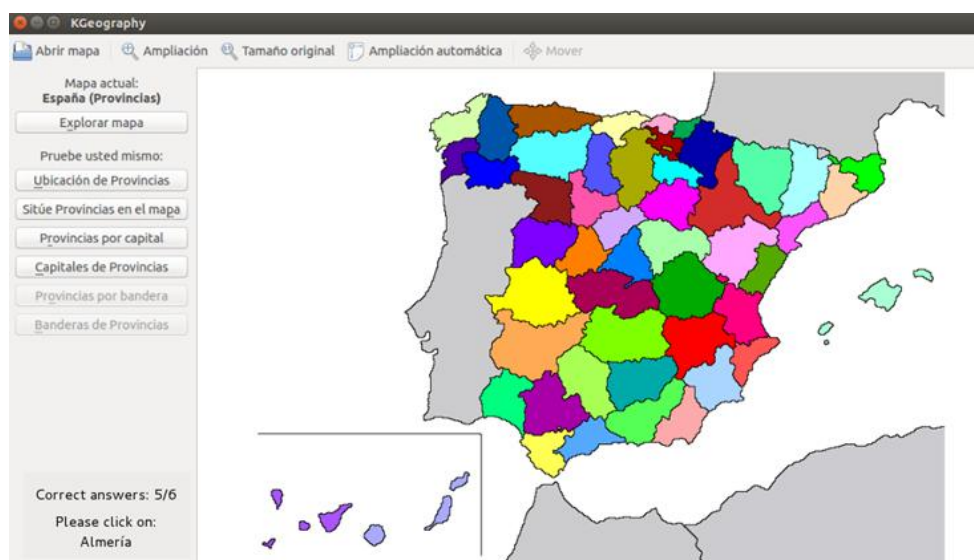 KGeography
Abrir mapa Ampliación Tamaño original Ampliación automática Mover
Mapa actual:
España (Provincias)
Explorar mapa
Pruebe usted mismo:
Ubicación de Provincias
Sitúe Provincias en el mapa
Provincias por capital
Capitales de Provincias
Provincias por bandera
Banderas de Provincias
Correct answers: 5/6
Please click on:
Almería